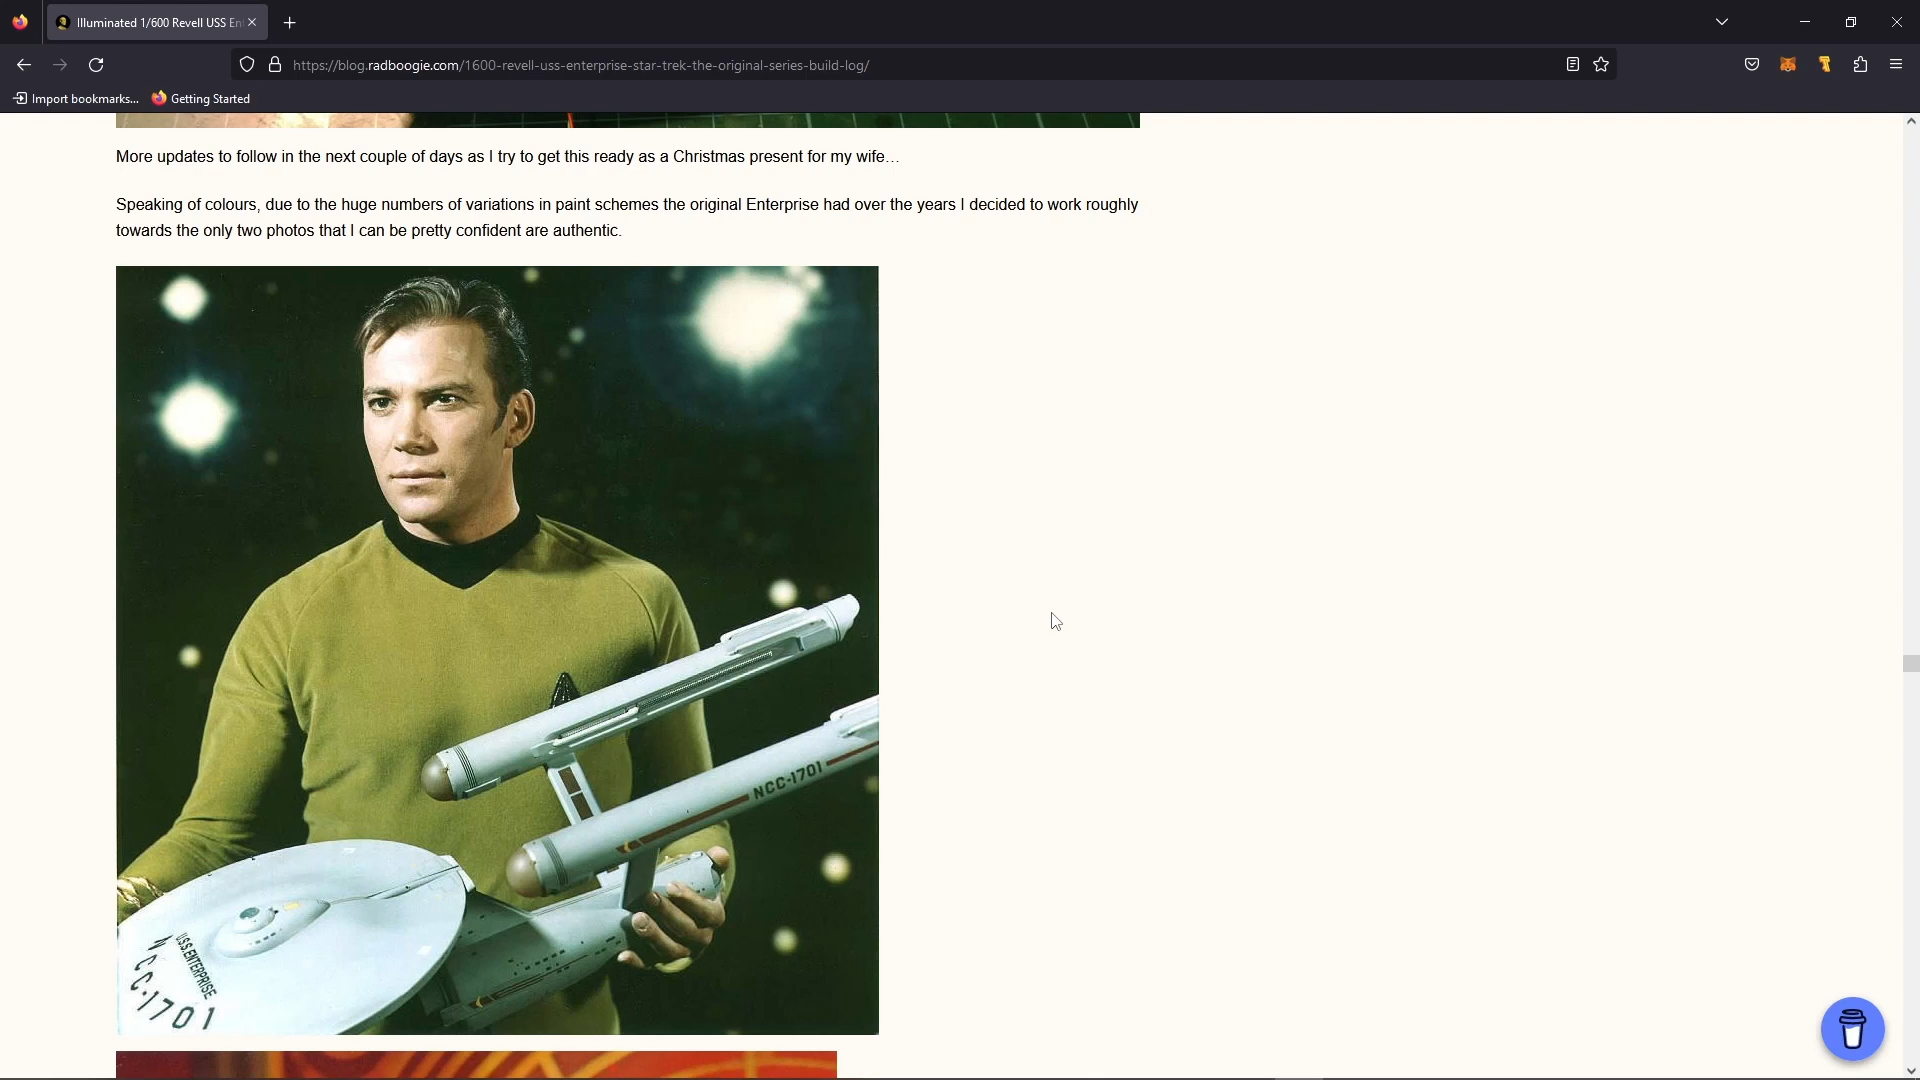 Illuminated 1/600 Revell USS En
https://blog.radboogie.com/1600-revell-uss-enterprise-star-trek-the-original-series-build-log/
Import bookmarks...
Getting Started
More updates to follow in the next couple of days as I try to get this ready as a Christmas present for my wife…
Speaking of colours, due to the huge numbers of variations in paint schemes the original Enterprise had over the years I decided to work roughly
towards the only two photos that I can be pretty confident are authentic.
NCC-1701
U.S.S. ENTERPRISE
NCC-1701